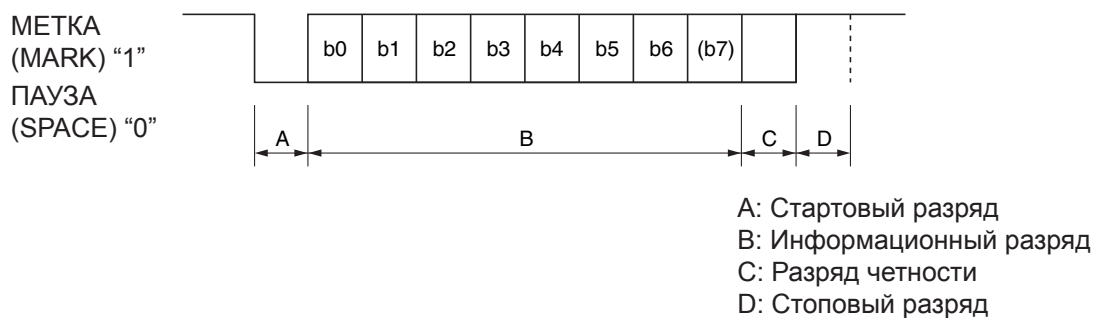 МЕТКА
(MARK) “1”
ПАУЗА
(SPACE) “0”
b0 b1 b2 b3 b4 b5 b6 (b7)
A B C D
A: Стартовый разряд
B: Информационный разряд
C: Разряд четности
D: Стоповый разряд